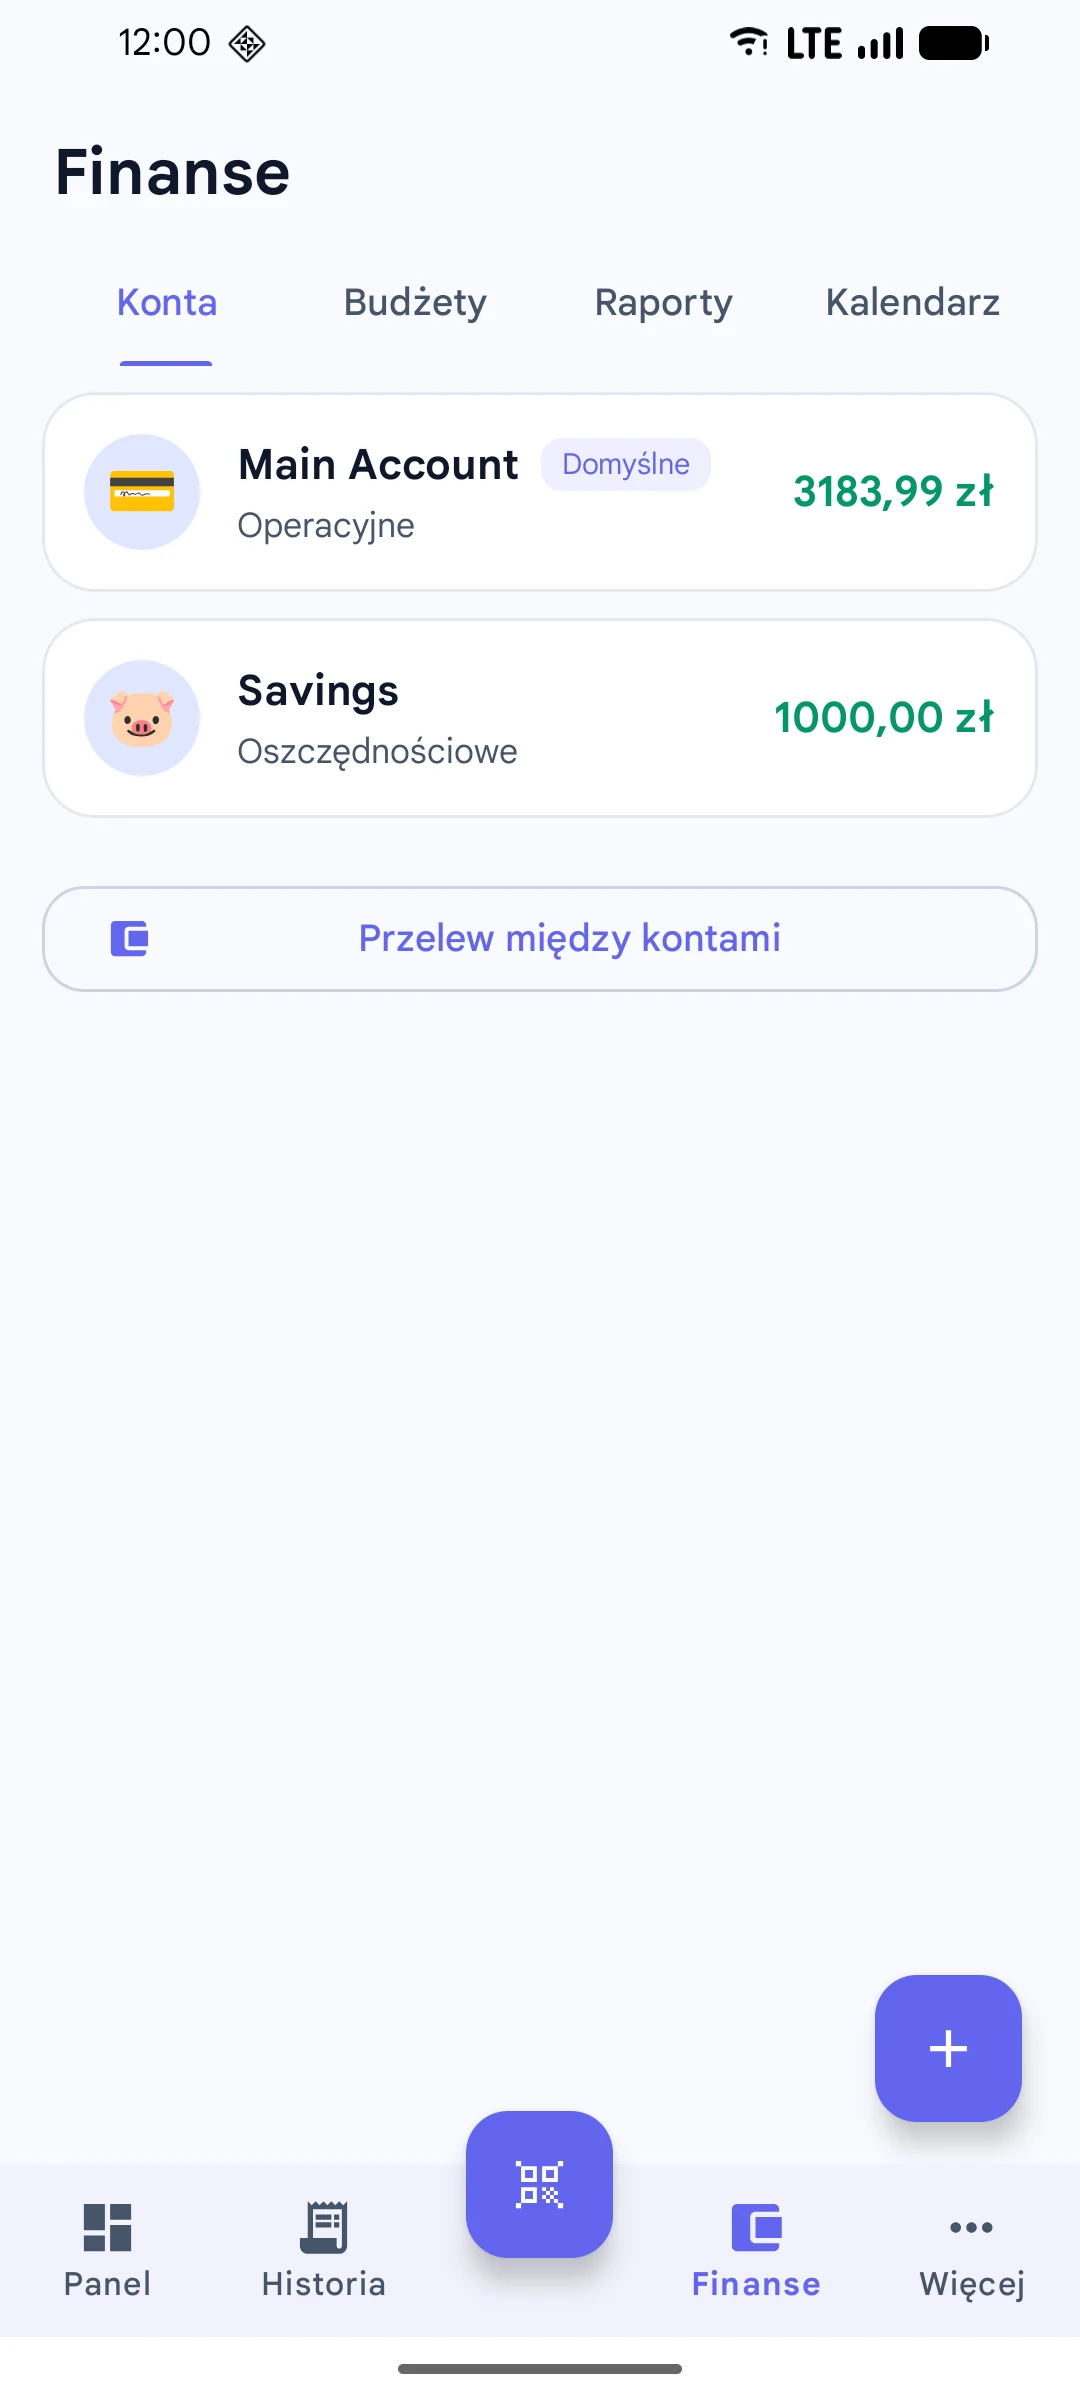 12:00
LTE
Finanse
Konta
Budżety
Raporty
Kalendarz
Main Account
Domyślne
Operacyjne
3183,99 zł
Savings
Oszczędnościowe
1000,00 zł
Przelew między kontami
Panel
Historia
Finanse
Więcej